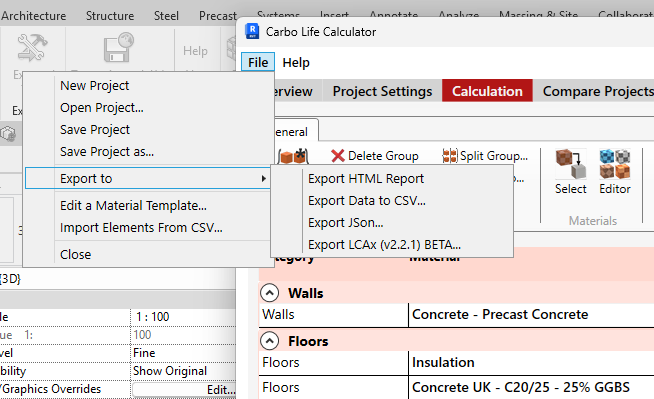 Architecture Structure Steel Precast Systems Insert Annotate Analyze Massing & Site Collaborat
Carbo Life Calculator
File Help
Help
erview Project Settings Calculation Compare Projects
New Project
Open Project...
Save Project
Save Project as...
Export to
Edit a Material Template...
Import Elements From CSV...
Close
Export HTML Report
Export Data to CSV...
Export JSon...
Export LCAx (v2.2.1) BETA...
eneral
Delete Group
Split Group...
Select Editor
Materials
Material
Walls
Walls Concrete - Precast Concrete
Floors
Floors Insulation
Floors Concrete UK - C20/25 - 25% GGBS
{3D}
1 : 100
ue 1: 100
Fine
Show Original
/Graphics Overrides Edit...